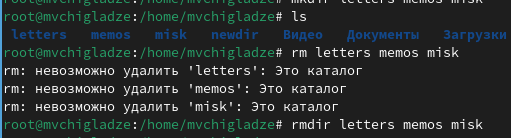 root@mvchigladze:/home/mvchigladze# mkdir letters memos misk
root@mvchigladze:/home/mvchigladze# ls
letters memos misk newdir Видео Документы Загрузки
root@mvchigladze:/home/mvchigladze# rm letters memos misk
rm: невозможно удалить 'letters': Это каталог
rm: невозможно удалить 'memos': Это каталог
rm: невозможно удалить 'misk': Это каталог
root@mvchigladze:/home/mvchigladze# rmdir letters memos misk